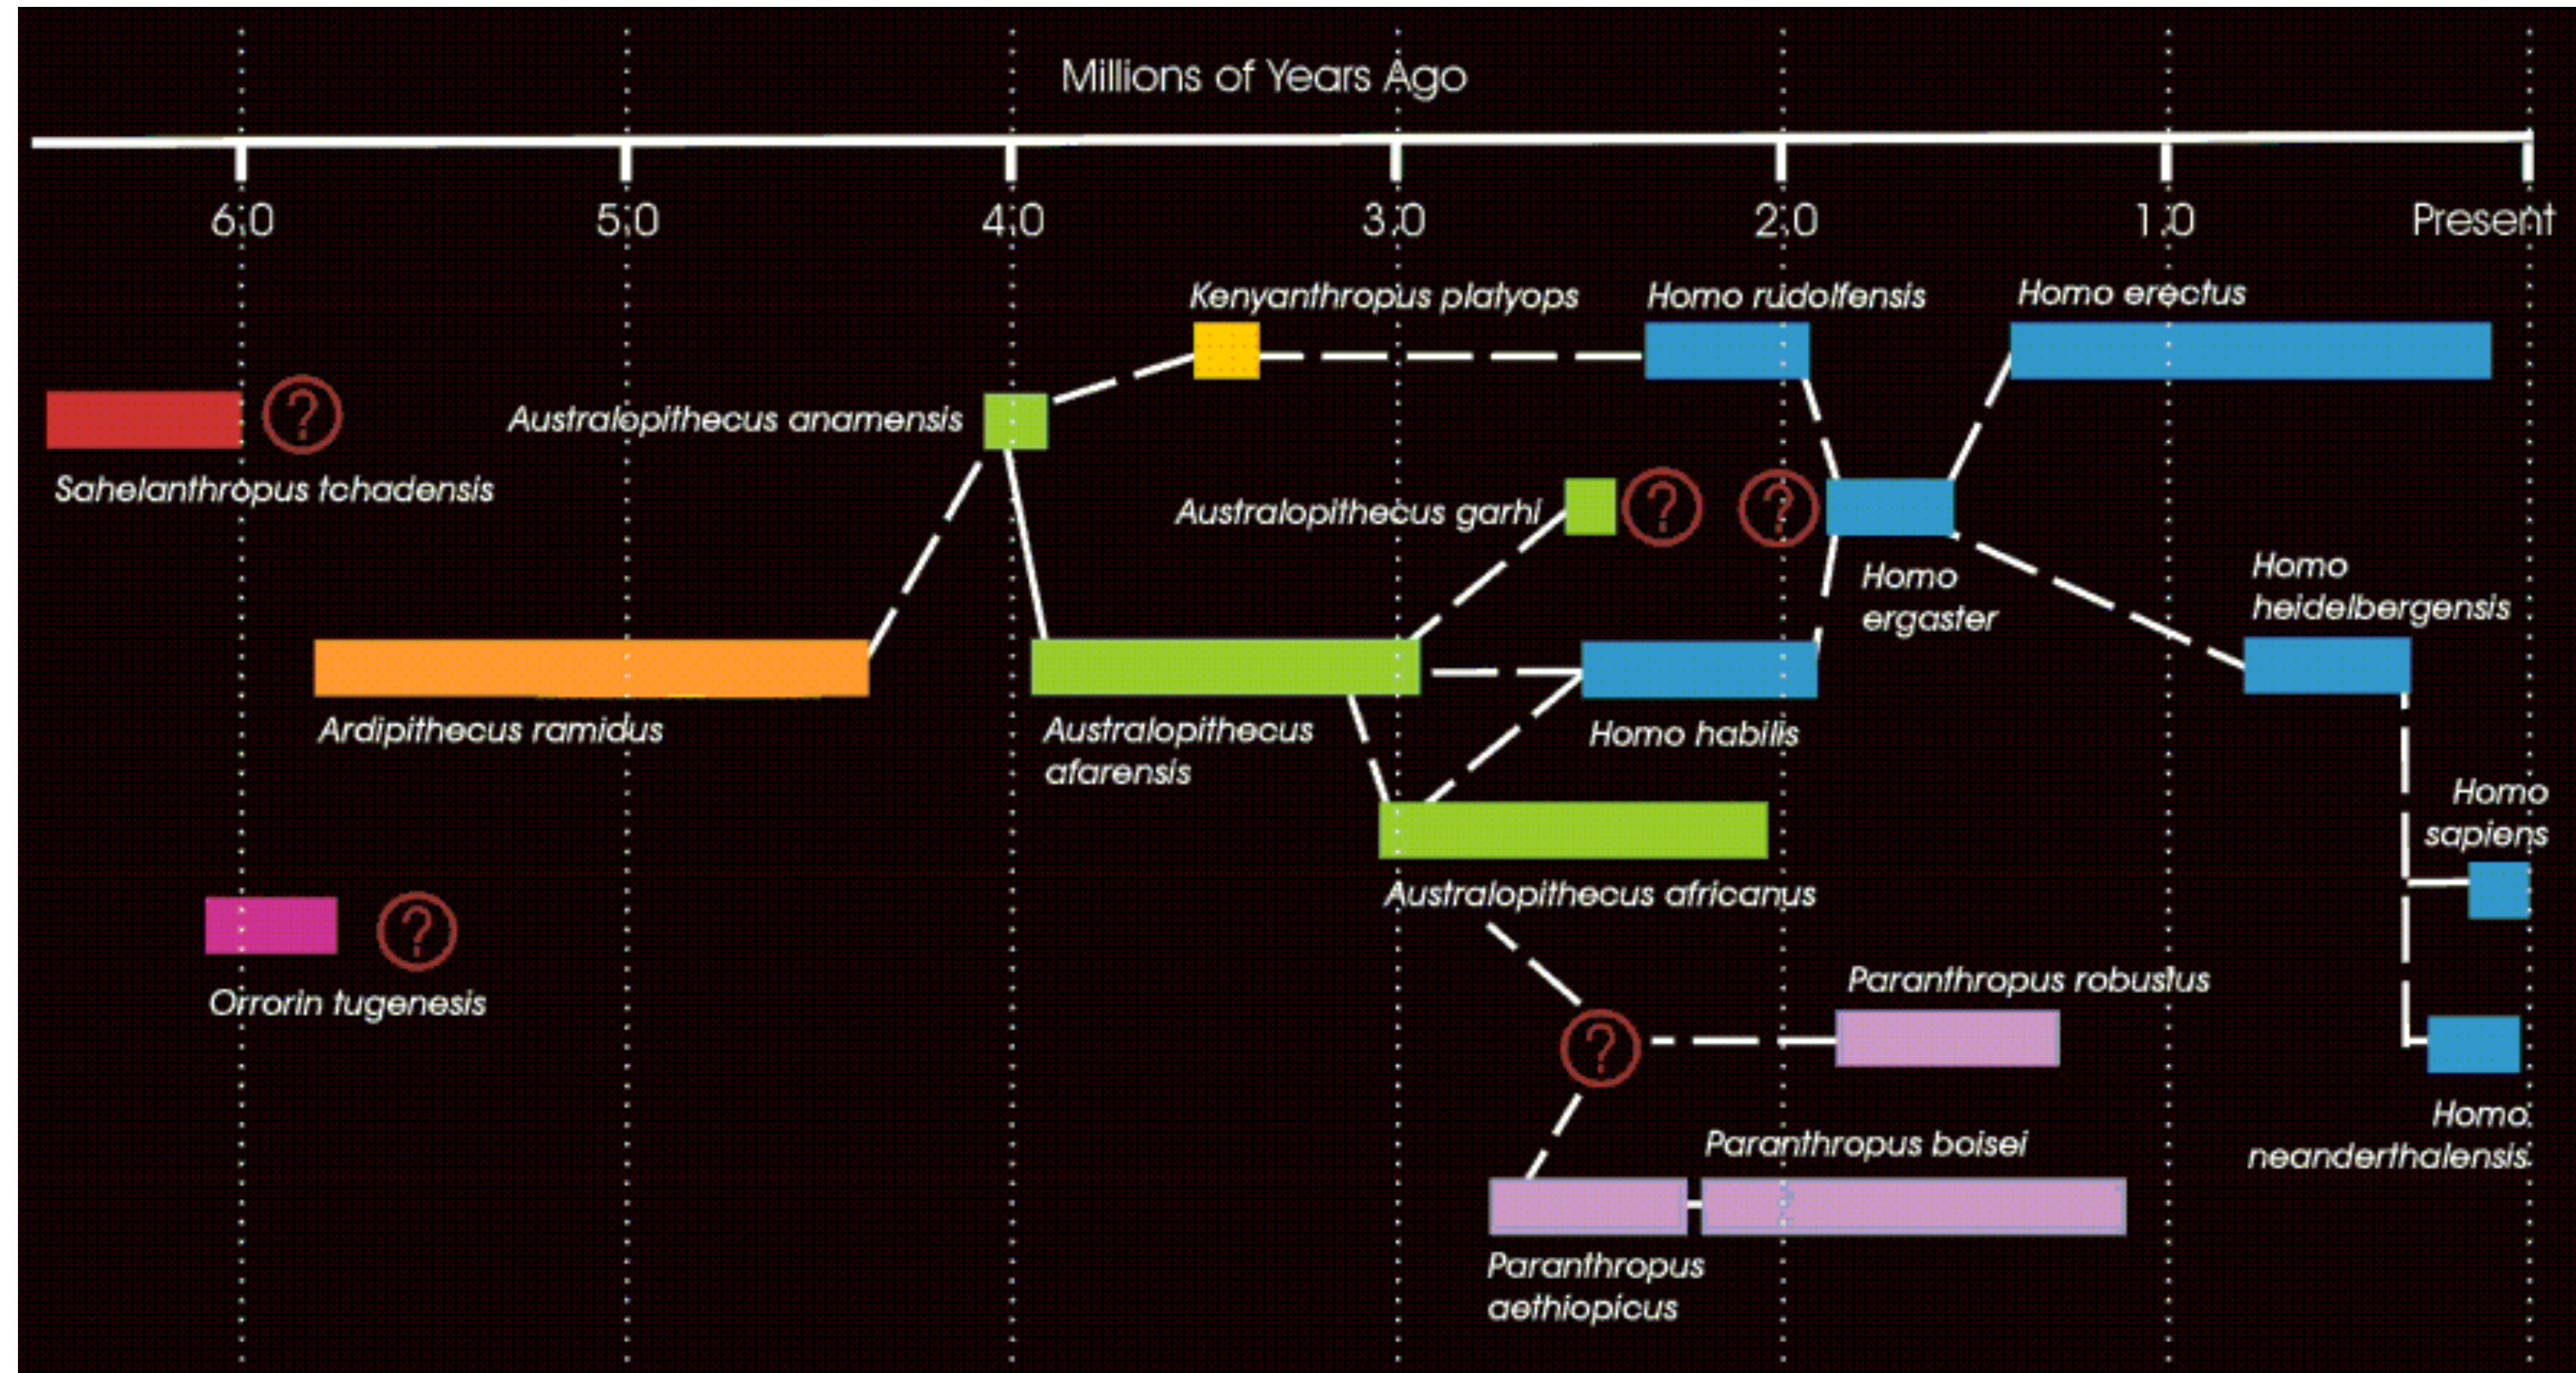 Millions of Years Ago
6.0 5.0 4.0 3.0 2.0 1.0 Present
Kenyanthropus platyops
Homo rudolfensis
Homo erectus
?
Australopithecus anamensis
Sahelanthropus tchadensis
Australopithecus garhi
? ?
Homo
ergaster
Homo
heidelbergensis
Ardipithecus ramidus
Australopithecus
afarensis
Homo habilis
Homo
sapiens
Australopithecus africanus
?
Orrorin tugenesis
Paranthropus robustus
?
Paranthropus boisei
Homo
neanderthalensis
Paranthropus
aethiopicus